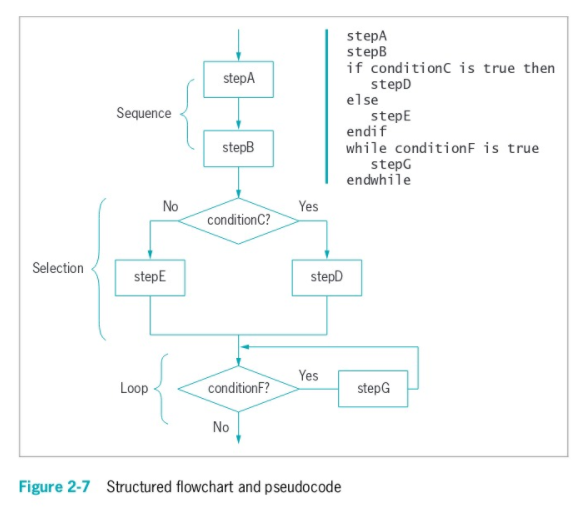 stepA
stepB
if conditionC is true then
stepD
else
stepE
endif
while conditionF is true
stepG
endwhile
stepA
Sequence
stepB
No
Yes
conditionC?
Selection
stepE
stepD
Yes
Loop
conditionF?
stepG
No
Figure 2-7 Structured flowchart and pseudocode